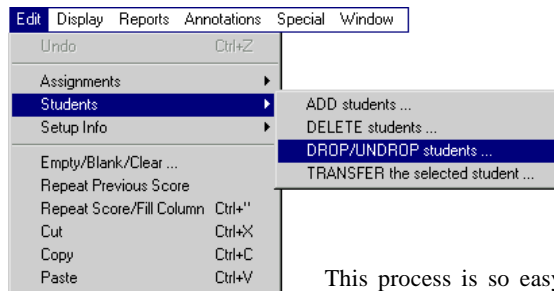 Edit Display Reports Annotations Special Window
Undo Ctrl+Z
Assignments
Students
Setup Info
Empty/Blank/Clear ...
Repeat Previous Score
Repeat Score/Fill Column Ctrl+"
Cut Ctrl+X
Copy Ctrl+C
Paste Ctrl+V
ADD students ...
DELETE students ...
DROP/UNDROP students ...
TRANSFER the selected student ...
This process is so easy